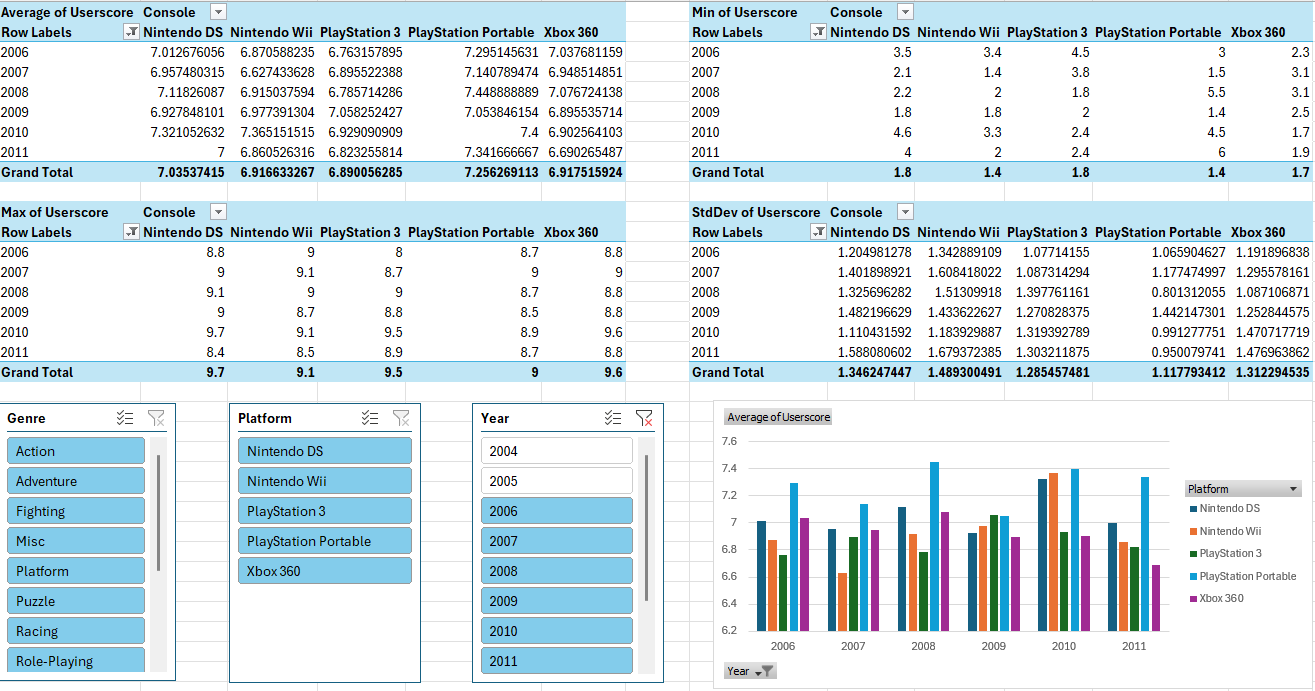 Average of Userscore Console
Row Labels Nintendo DS Nintendo Wii PlayStation 3 PlayStation Portable Xbox 360
2006 7.012676056 6.870588235 6.763157895 7.295145631 7.037681159
2007 6.957480315 6.627433628 6.895522388 7.140789474 6.948514851
2008 7.11826087 6.915037594 6.785714286 7.448888889 7.076724138
2009 6.927848101 6.977391304 7.058252427 7.053846154 6.895535714
2010 7.321052632 7.365151515 6.929090909 7.4 6.902564103
2011 7 6.860526316 6.823255814 7.341666667 6.690265487
Grand Total 7.03537415 6.916633267 6.890056285 7.256269113 6.917515924
Min of Userscore Console
Row Labels Nintendo DS Nintendo Wii PlayStation 3 PlayStation Portable Xbox 360
2006 3.5 3.4 4.5 3 2.3
2007 2.1 1.4 3.8 1.5 3.1
2008 2.2 2 1.8 5.5 3.1
2009 1.8 1.8 2 1.4 2.5
2010 4.6 3.3 2.4 4.5 1.7
2011 4 2 2.4 6 1.9
Grand Total 1.8 1.4 1.8 1.4 1.7
Max of Userscore Console
Row Labels Nintendo DS Nintendo Wii PlayStation 3 PlayStation Portable Xbox 360
2006 8.8 9 8 8.7 8.8
2007 9 9.1 8.7 9 9
2008 9.1 9 9 8.7 8.8
2009 9 8.7 8.8 8.5 8.8
2010 9.7 9.1 9.5 8.9 9.6
2011 8.4 8.5 8.9 8.7 8.8
Grand Total 9.7 9.1 9.5 9 9.6
StdDev of Userscore Console
Row Labels Nintendo DS Nintendo Wii PlayStation 3 PlayStation Portable Xbox 360
2006 1.204981278 1.342889109 1.07714155 1.065904627 1.191896838
2007 1.401898921 1.608418022 1.087314294 1.177474997 1.295578161
2008 1.325696282 1.51309918 1.397761161 0.801312055 1.087106871
2009 1.482196629 1.433622627 1.270828375 1.442147301 1.252844575
2010 1.110431592 1.183929887 1.319392789 0.991277751 1.470717719
2011 1.588080602 1.679372385 1.303211875 0.950079741 1.476963862
Grand Total 1.346247447 1.489300491 1.285457481 1.117793412 1.312294535
Genre
Action
Adventure
Fighting
Misc
Platform
Puzzle
Racing
Role-Playing
Platform
Nintendo DS
Nintendo Wii
PlayStation 3
PlayStation Portable
Xbox 360
Year
2004
2005
2006
2007
2008
2009
2010
2011
Average of Userscore
7.6
7.4
7.2
7
6.8
6.6
6.4
6.2
2006 2007 2008 2009 2010 2011
Year
Platform
Nintendo DS
Nintendo Wii
PlayStation 3
PlayStation Portable
Xbox 360